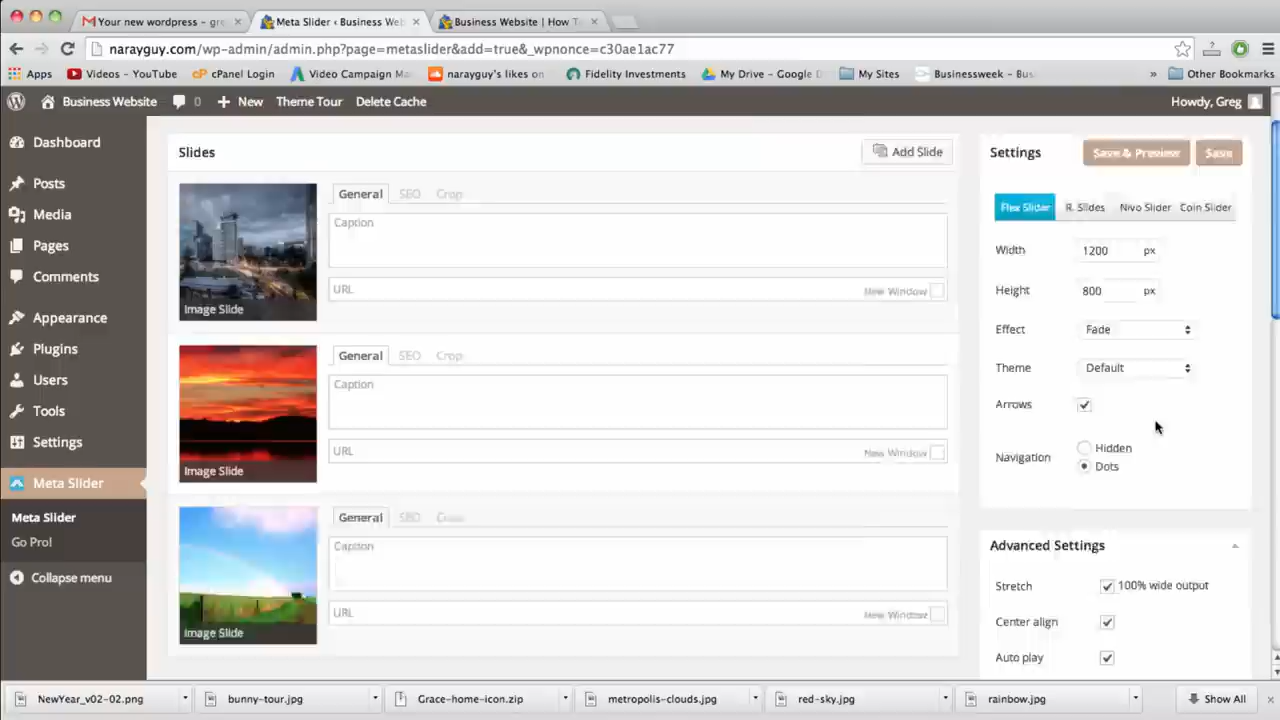 Your new wordpress - gre
Meta Slider ‹ Business Web
Business Website | How T
narayguy.com/wp-admin/admin.php?page=metaslider&add=true&_wpnonce=c30ae1ac77
Apps Videos - YouTube cPanel Login Video Campaign Ma narayguy's likes on Fidelity Investments My Drive - Google D My Sites Businessweek - Bus » Other Bookmarks
Business Website 0 + New Theme Tour Delete Cache Howdy, Greg
Dashboard
Posts
Media
Pages
Comments
Appearance
Plugins
Users
Tools
Settings
Meta Slider
Meta Slider
Go Pro!
Collapse menu
Slides Add Slide
General SEO Crop
Caption
URL New Window
Image Slide
General SEO Crop
Caption
URL New Window
Image Slide
General SEO Crop
Caption
URL New Window
Image Slide
Settings Save & Preview Save
Flex Slider R. Slides Nivo Slider Coin Slider
Width 1200 px
Height 800 px
Effect Fade
Theme Default
Arrows
Navigation Hidden
Dots
Advanced Settings
Stretch 100% wide output
Center align
Auto play
NewYear_v02-02.png bunny-tour.jpg Grace-home-icon.zip metropolis-clouds.jpg red-sky.jpg rainbow.jpg Show All